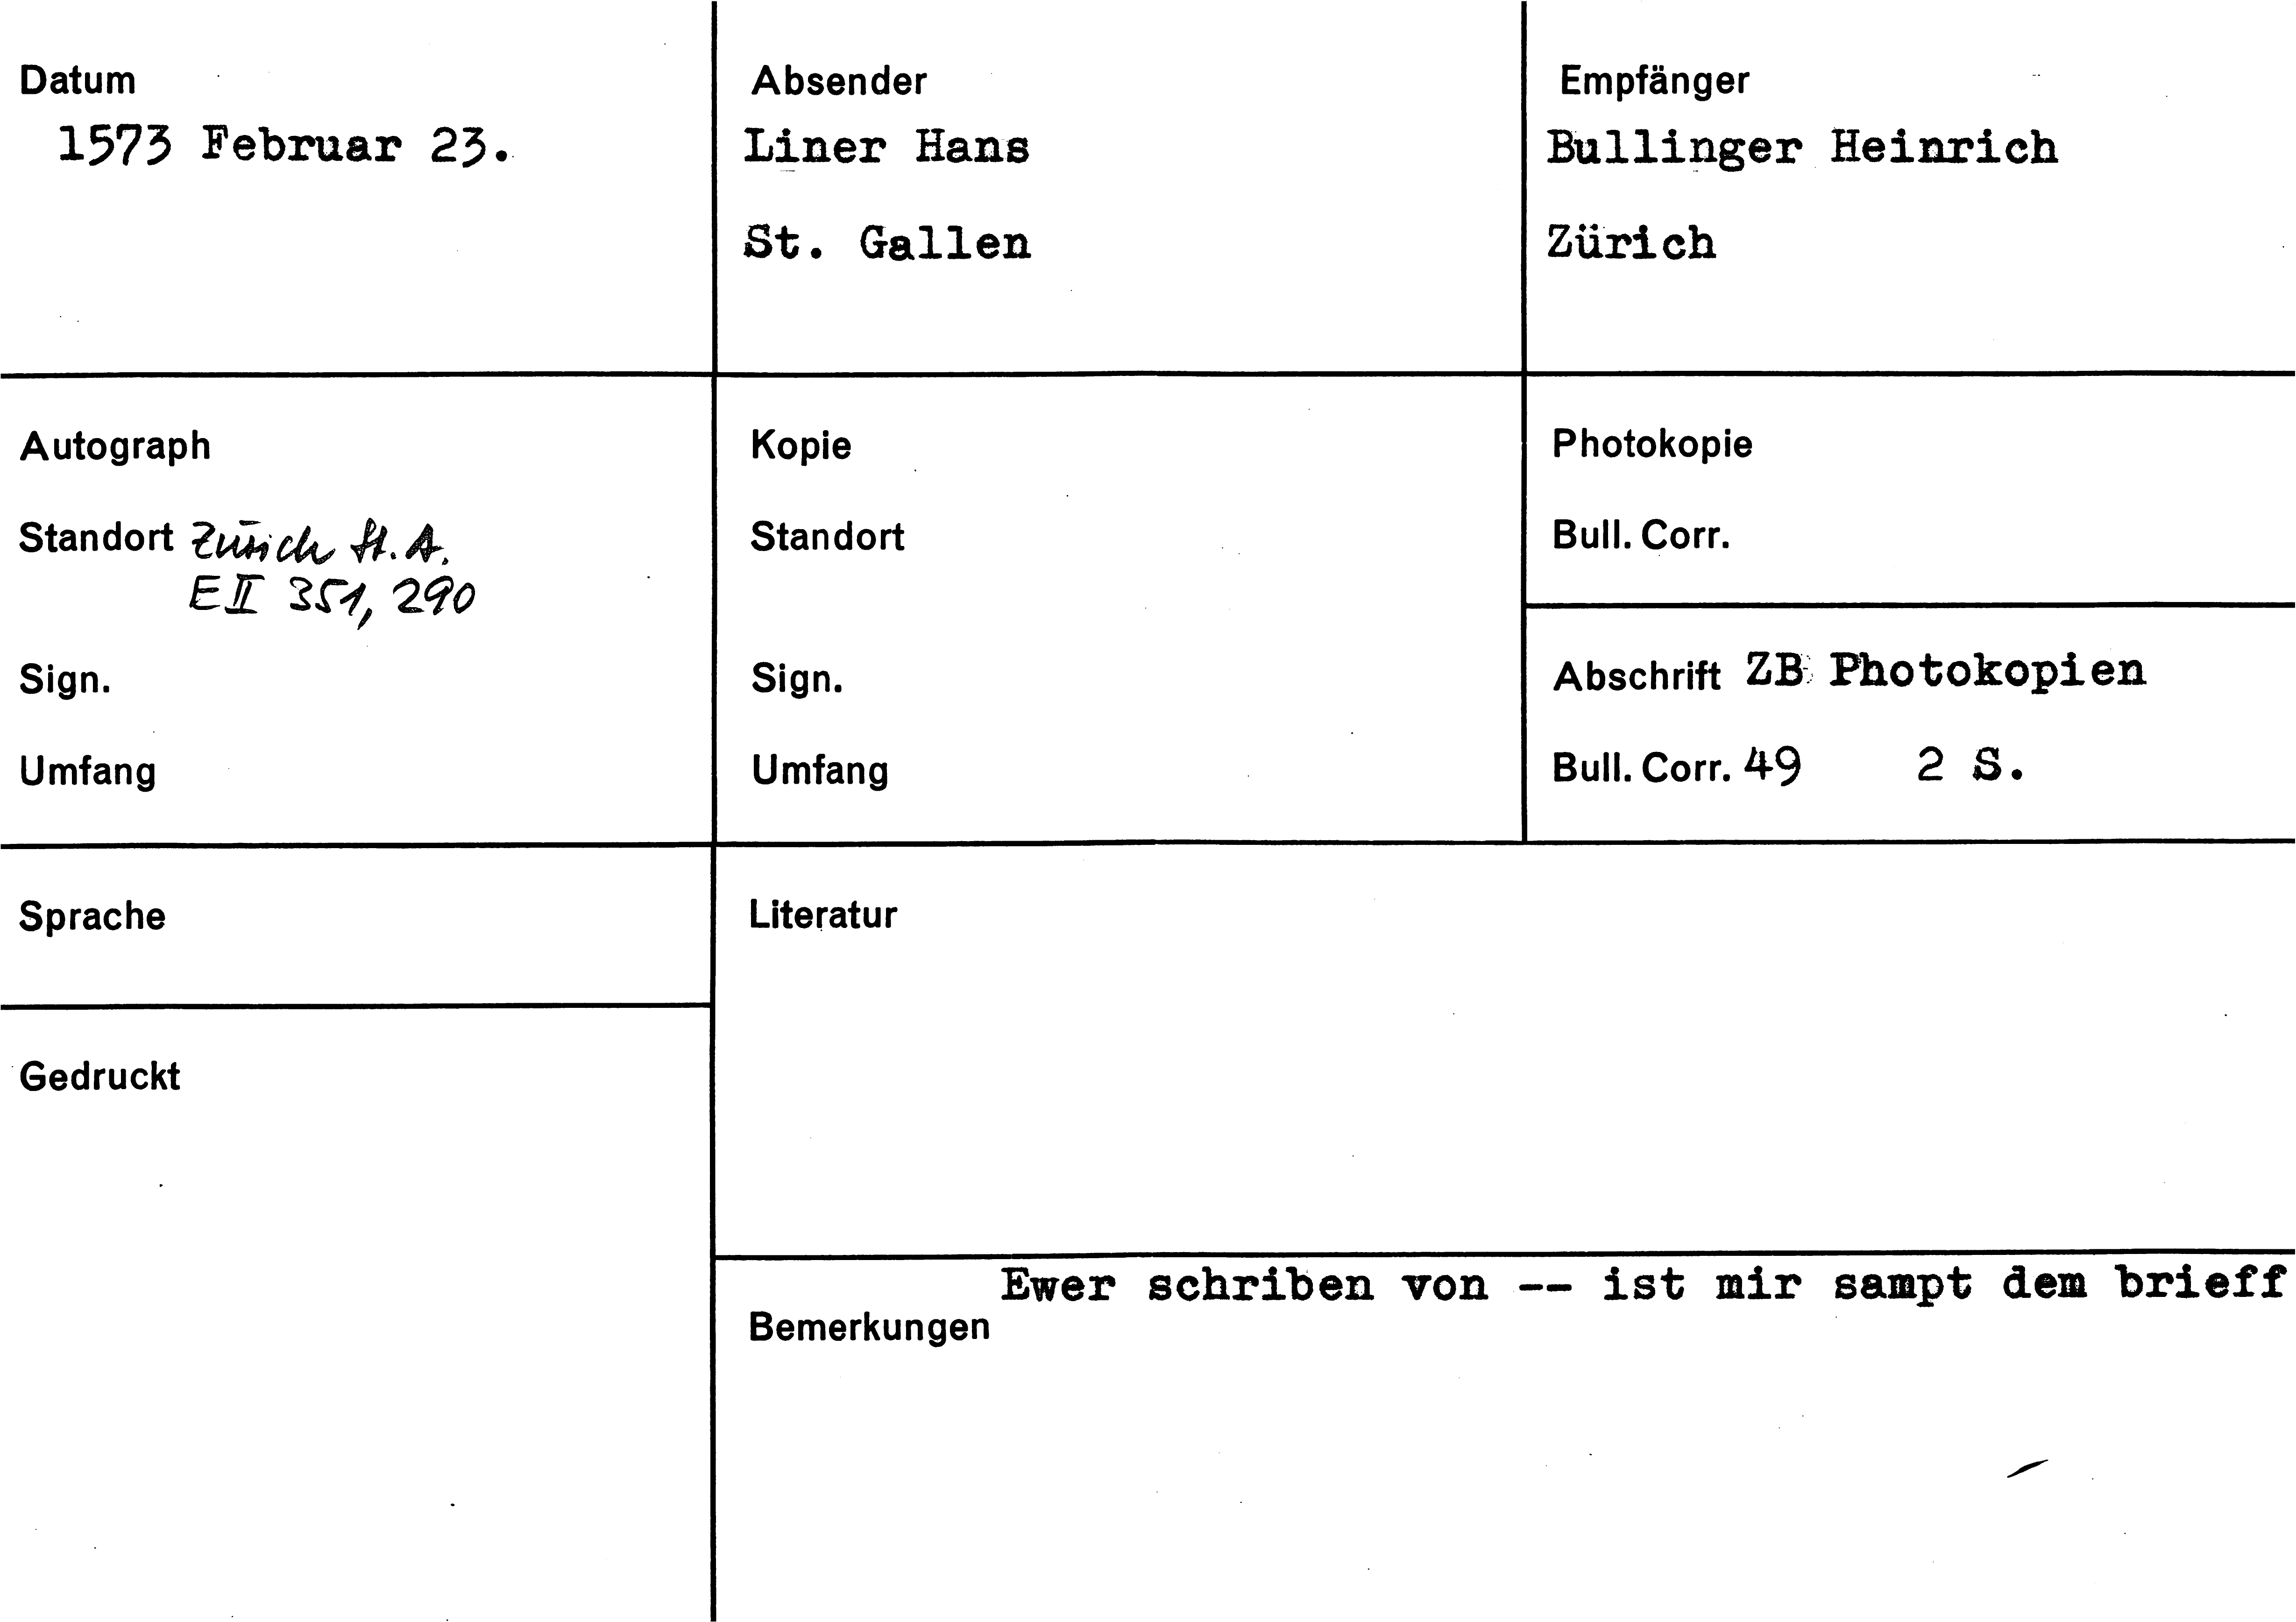 Datum
1573 Februar 23.
Absender
Liner Hans
St. Gallen
Empfänger
Bullinger Heinrich
Zürich
Autograph
Standort Zürich St. A.
E II 351, 290
Sign.
Umfang
Kopie
Standort
Sign.
Umfang
Photokopie
Bull. Corr.
Abschrift ZB Photokopien
Bull. Corr. 49 2 S.
Sprache
Gedruckt
Literatur
Ewer schriben von -- ist mir sampt dem brieff
Bemerkungen